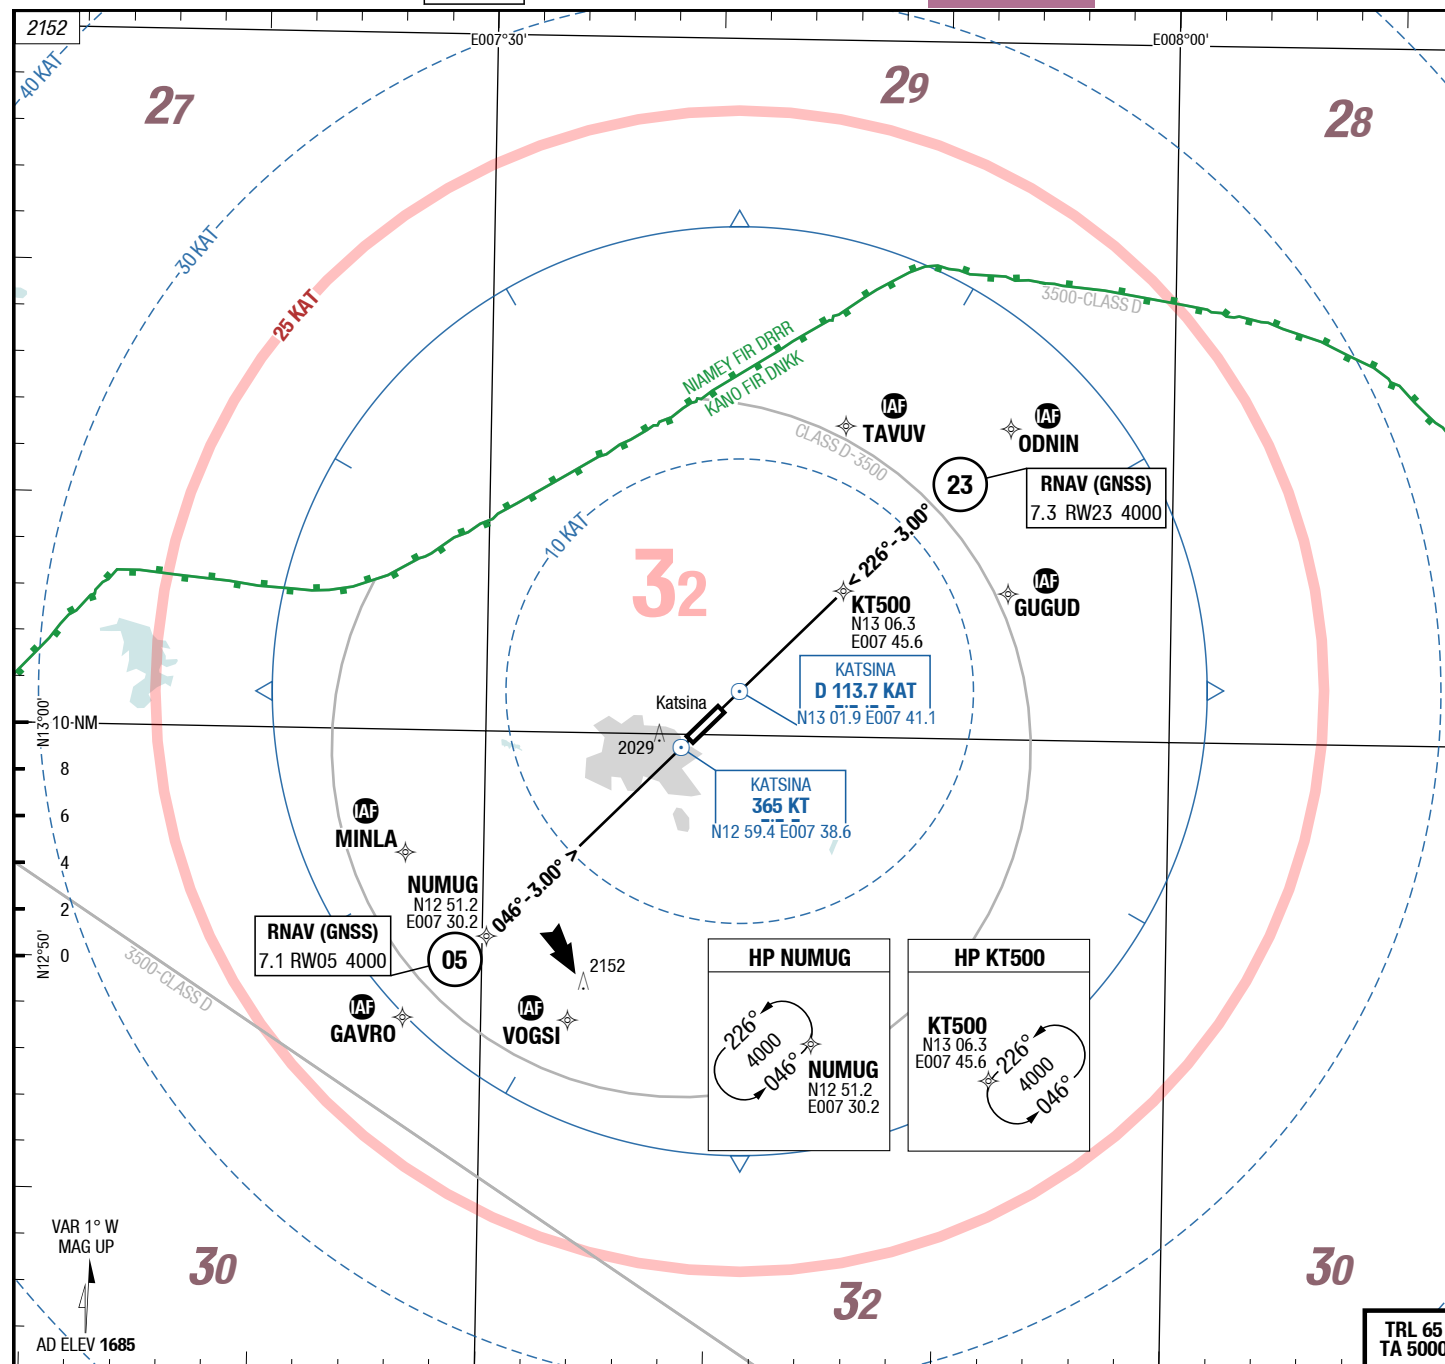 2152
E007°30'
E008°00'
40 KAT
27
29
28
30 KAT
25 KAT
3500-CLASS D
NIAMEY FIR DRRR
KANO FIR DNKK
IAF
TAVUV
IAF
ODNIN
CLASS D-3500
23
RNAV (GNSS)
7.3 RW23 4000
10 KAT
< 226°-3.00°
32
KT500
N13 06.3
E007 45.6
IAF
GUGUD
KATSINA
D 113.7 KAT
N13 01.9 E007 41.1
Katsina
2029
N13°00'
10-NM
8
6
4
2
0
N12°50'
KATSINA
365 KT
N12 59.4 E007 38.6
IAF
MINLA
NUMUG
N12 51.2
E007 30.2
046°-3.00° >
RNAV (GNSS)
7.1 RW05 4000
05
2152
3500-CLASS D
IAF
GAVRO
IAF
VOGSI
HP NUMUG
226°
4000
046°
NUMUG
N12 51.2
E007 30.2
HP KT500
KT500
N13 06.3
E007 45.6
226°
4000
046°
VAR 1° W
MAG UP
AD ELEV 1685
30
32
30
TRL 65
TA 5000